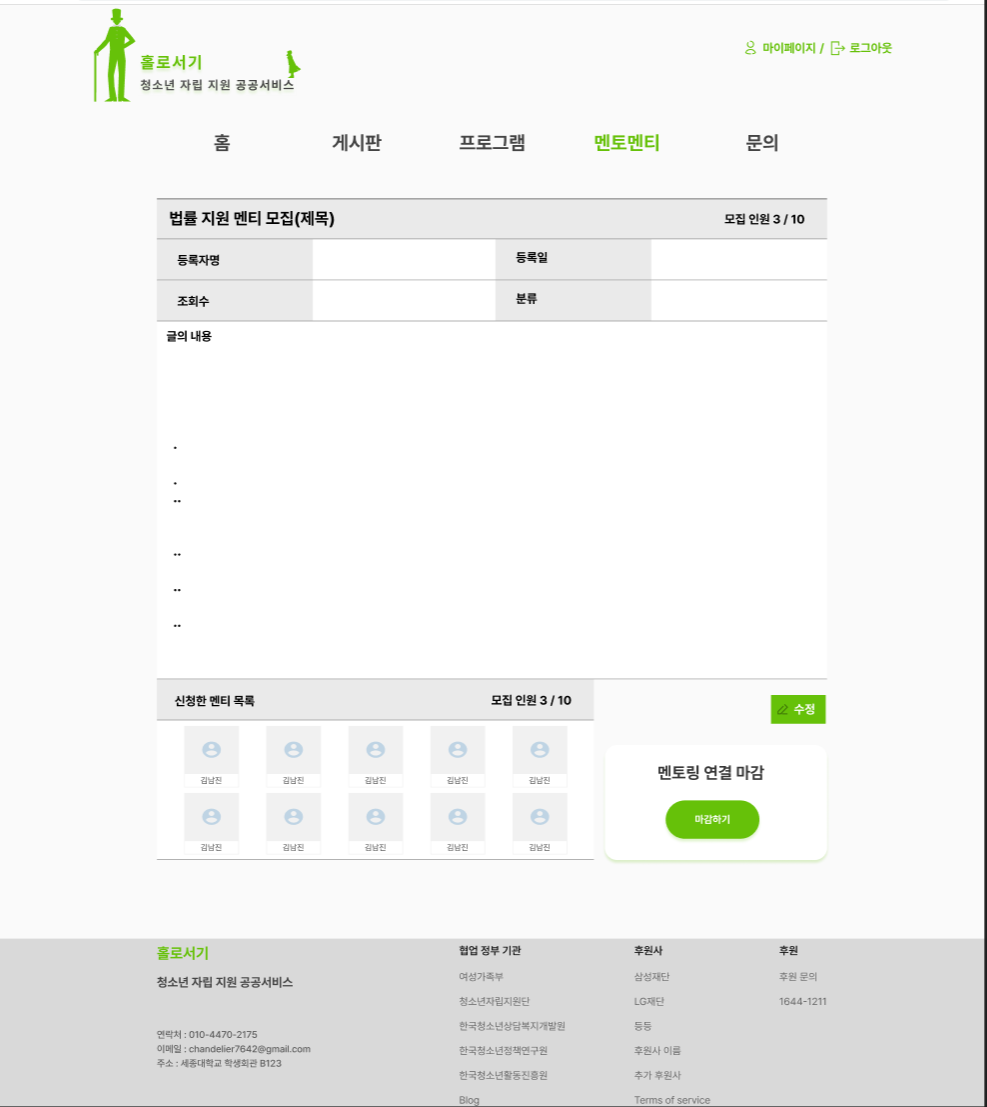 홀로서기
청소년 자립 지원 공공서비스
마이페이지 / 로그아웃
홈 게시판 프로그램 멘토멘티 문의
법률 지원 멘티 모집(제목) 모집 인원 3 / 10
등록자명 등록일
조회수 분류
글의 내용
.
.
..
..
..
..
신청한 멘티 목록 모집 인원 3 / 10
수정
김남진 김남진 김남진 김남진 김남진
멘토링 연결 마감
마감하기
김남진 김남진 김남진 김남진 김남진
홀로서기
청소년 자립 지원 공공서비스
연락처 : 010-4470-2175
이메일 : chandelier7642@gmail.com
주소 : 세종대학교 학생회관 B123
협업 정부 기관
여성가족부
청소년자립지원단
한국청소년상담복지개발원
한국청소년정책연구원
한국청소년활동진흥원
Blog
후원사
삼성재단
LG재단
등등
후원사 이름
추가 후원사
Terms of service
후원
후원 문의
1644-1211